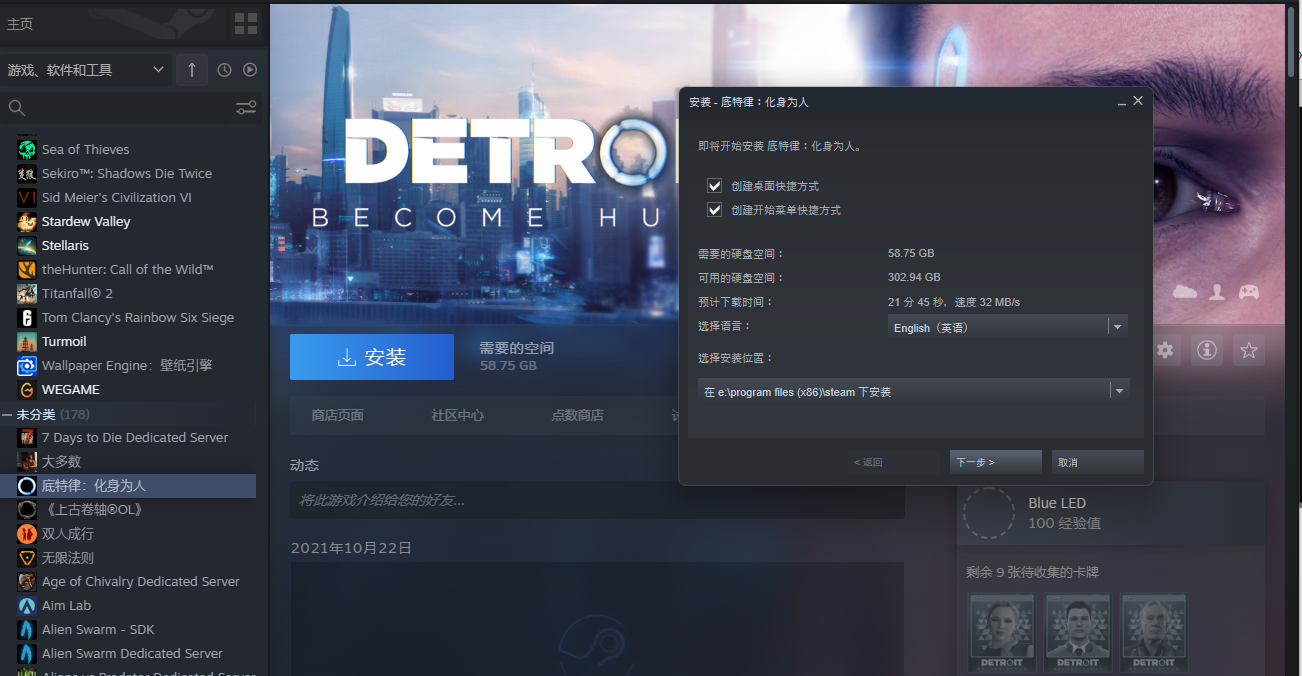 主页
游戏、软件和工具
Sea of Thieves
Sekiro™: Shadows Die Twice
Sid Meier's Civilization VI
Stardew Valley
Stellaris
theHunter: Call of the Wild™
Titanfall® 2
Tom Clancy's Rainbow Six Siege
Turmoil
Wallpaper Engine：壁纸引擎
WEGAME
未分类 (178)
7 Days to Die Dedicated Server
大多数
底特律：化身为人
《上古卷轴®OL》
双人成行
无限法则
Age of Chivalry Dedicated Server
Aim Lab
Alien Swarm - SDK
Alien Swarm Dedicated Server
Aliens vs Predator Dedicated Server
DETROI
BECOME HU
安装
需要的空间
58.75 GB
商店页面
社区中心
点数商店
动态
将此游戏介绍给您的好友...
2021年10月22日
安装 - 底特律：化身为人
即将开始安装 底特律：化身为人。
创建桌面快捷方式
创建开始菜单快捷方式
需要的硬盘空间： 58.75 GB
可用的硬盘空间： 302.94 GB
预计下载时间： 21 分 45 秒，速度 32 MB/s
选择语言： English（英语）
选择安装位置：
在 e:\program files (x86)\steam 下安装
< 返回
下一步 >
取消
Blue LED
100 经验值
剩余 9 张待收集的卡牌
DETROIT
DETROIT
DETROIT